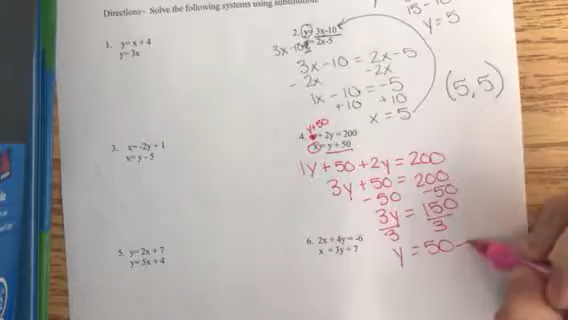 Directions~ Solve the following systems using substitution
15 - 10
y = 5
1. y= x + 4
y= 3x
2. y= 3x-10
y= 2x-5
3x-10
3x - 10 = 2x - 5
- 2x -2x
1x - 10 = -5
+10 +10
x = 5
(5,5)
3. x= -2y + 1
x= y - 5
y+50
4. x + 2y = 200
x= y + 50
1y + 50 + 2y = 200
3y + 50 = 200
-50 -50
3y = 150
3 3
y = 50
5. y= 2x + 7
y= 5x + 4
6. 2x + 4y = -6
x = 3y + 7